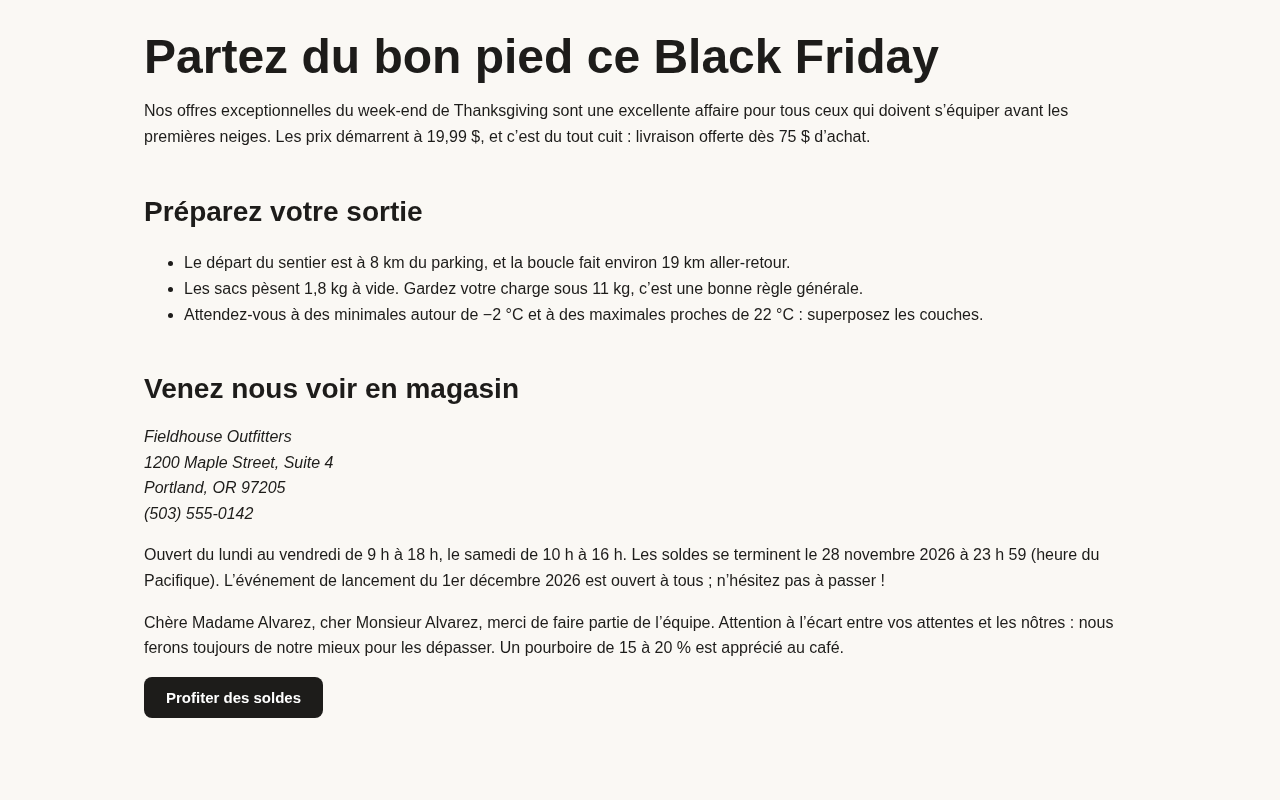 Partez du bon pied ce Black Friday
Nos offres exceptionnelles du week-end de Thanksgiving sont une excellente affaire pour tous ceux qui doivent s’équiper avant les
premières neiges. Les prix démarrent à 19,99 $, et c’est du tout cuit : livraison offerte dès 75 $ d’achat.
Préparez votre sortie
• Le départ du sentier est à 8 km du parking, et la boucle fait environ 19 km aller-retour.
• Les sacs pèsent 1,8 kg à vide. Gardez votre charge sous 11 kg, c’est une bonne règle générale.
• Attendez-vous à des minimales autour de −2 °C et à des maximales proches de 22 °C : superposez les couches.
Venez nous voir en magasin
Fieldhouse Outfitters
1200 Maple Street, Suite 4
Portland, OR 97205
(503) 555-0142
Ouvert du lundi au vendredi de 9 h à 18 h, le samedi de 10 h à 16 h. Les soldes se terminent le 28 novembre 2026 à 23 h 59 (heure du
Pacifique). L’événement de lancement du 1er décembre 2026 est ouvert à tous ; n’hésitez pas à passer !
Chère Madame Alvarez, cher Monsieur Alvarez, merci de faire partie de l’équipe. Attention à l’écart entre vos attentes et les nôtres : nous
ferons toujours de notre mieux pour les dépasser. Un pourboire de 15 à 20 % est apprécié au café.
Profiter des soldes